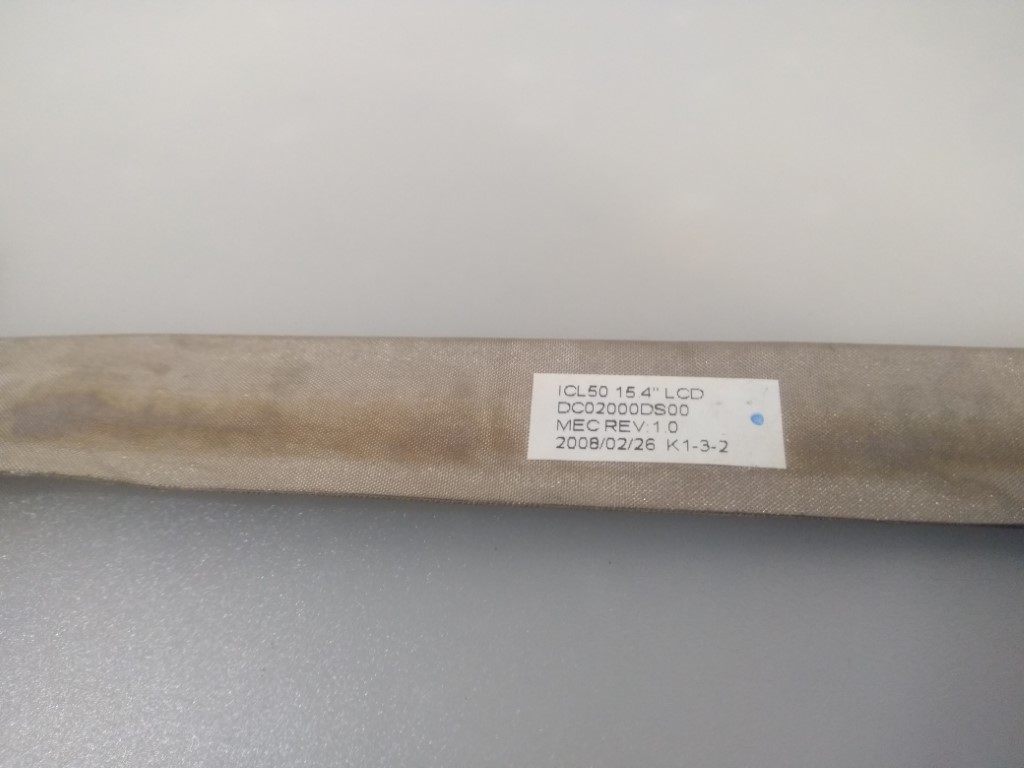 ICL50 15.4" LCD
DC02000DS00
MEC REV:1.0
2008/02/26 K1-3-2